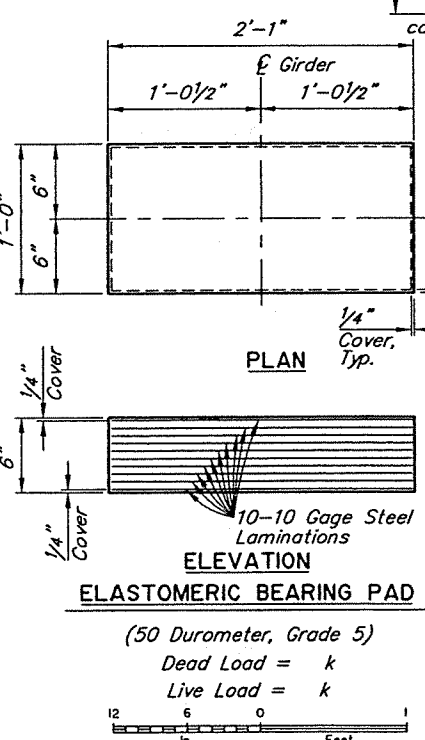 2'-1"
℄ Girder
1'-0½" 1'-0½"
1'-0"
6"
6"
¼"
Cover,
Typ.
PLAN
¼"
Cover
6"
¼"
Cover
10-10 Gage Steel
Laminations
ELEVATION
ELASTOMERIC BEARING PAD
(50 Durometer, Grade 5)
Dead Load = k
Live Load = k
12 6 0 1
In Feet